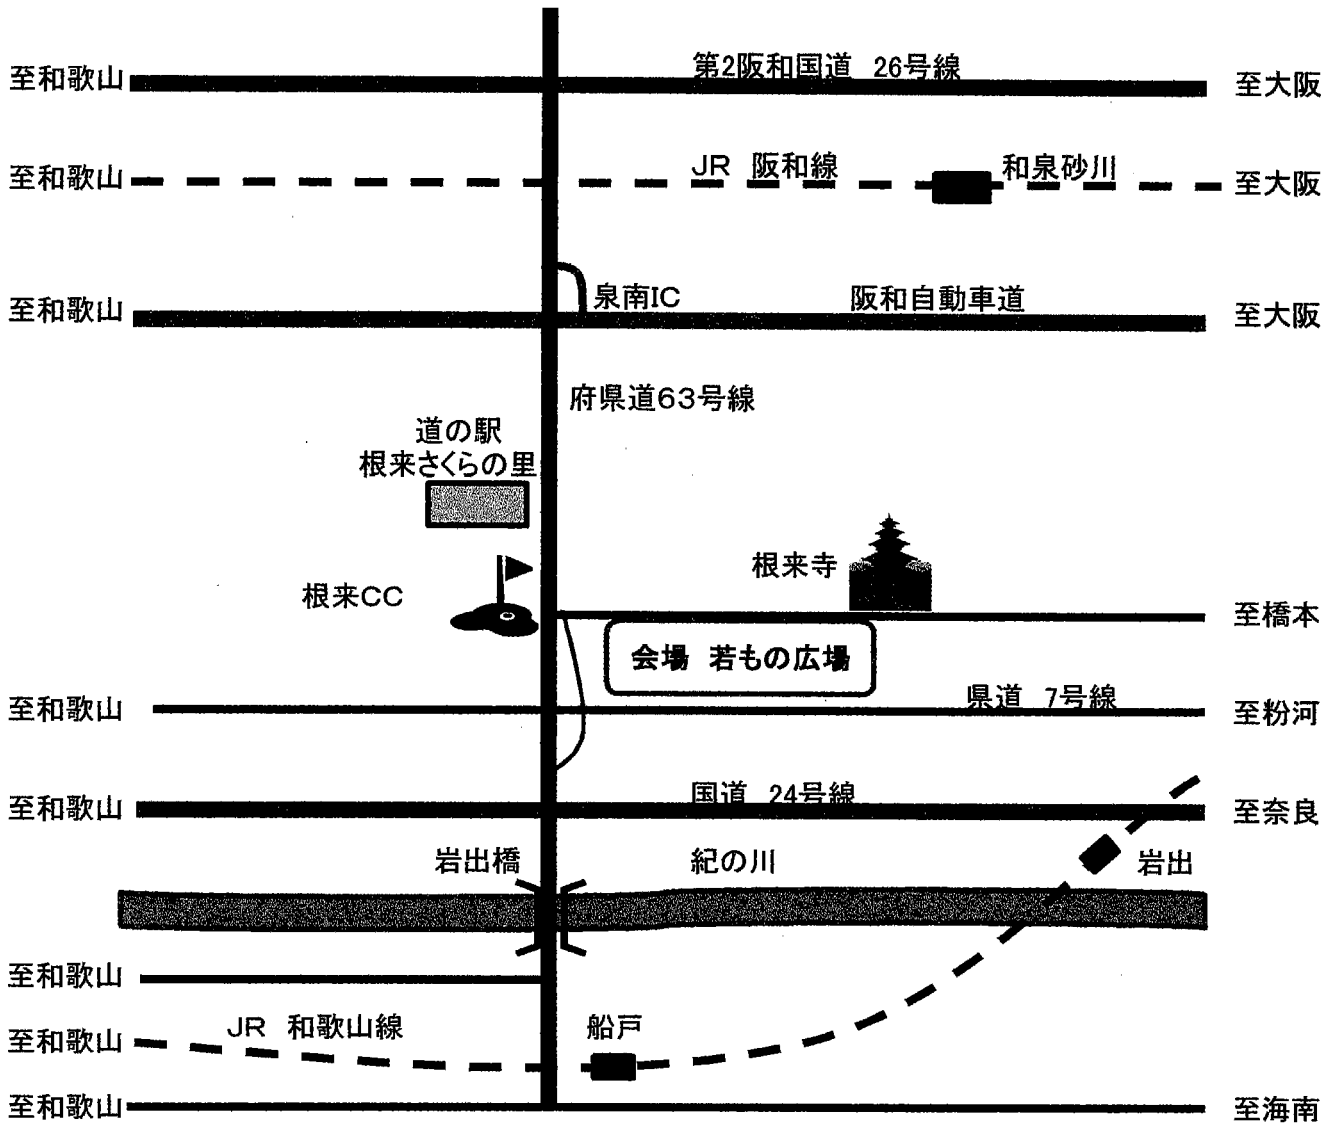 至和歌山
第2阪和国道 26号線
至大阪
至和歌山
JR 阪和線
和泉砂川
至大阪
至和歌山
泉南IC
阪和自動車道
至大阪
府県道63号線
道の駅
根来さくらの里
根来CC
根来寺
至橋本
会場 若もの広場
至和歌山
県道 7号線
至粉河
至和歌山
国道 24号線
至奈良
岩出橋
紀の川
岩出
至和歌山
至和歌山
JR 和歌山線
船戸
至和歌山
至海南